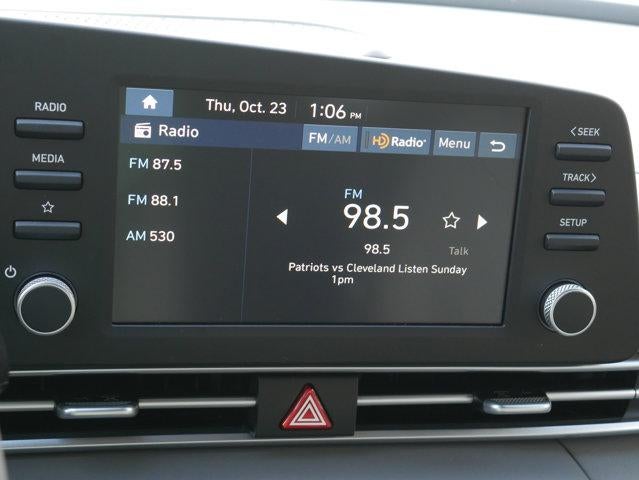 Thu, Oct. 23 1:06 PM
RADIO
Radio FM/AM HD Radio Menu
<SEEK
MEDIA
FM 87.5
TRACK>
FM
FM 88.1
98.5
SETUP
AM 530
98.5 Talk
Patriots vs Cleveland Listen Sunday
1pm